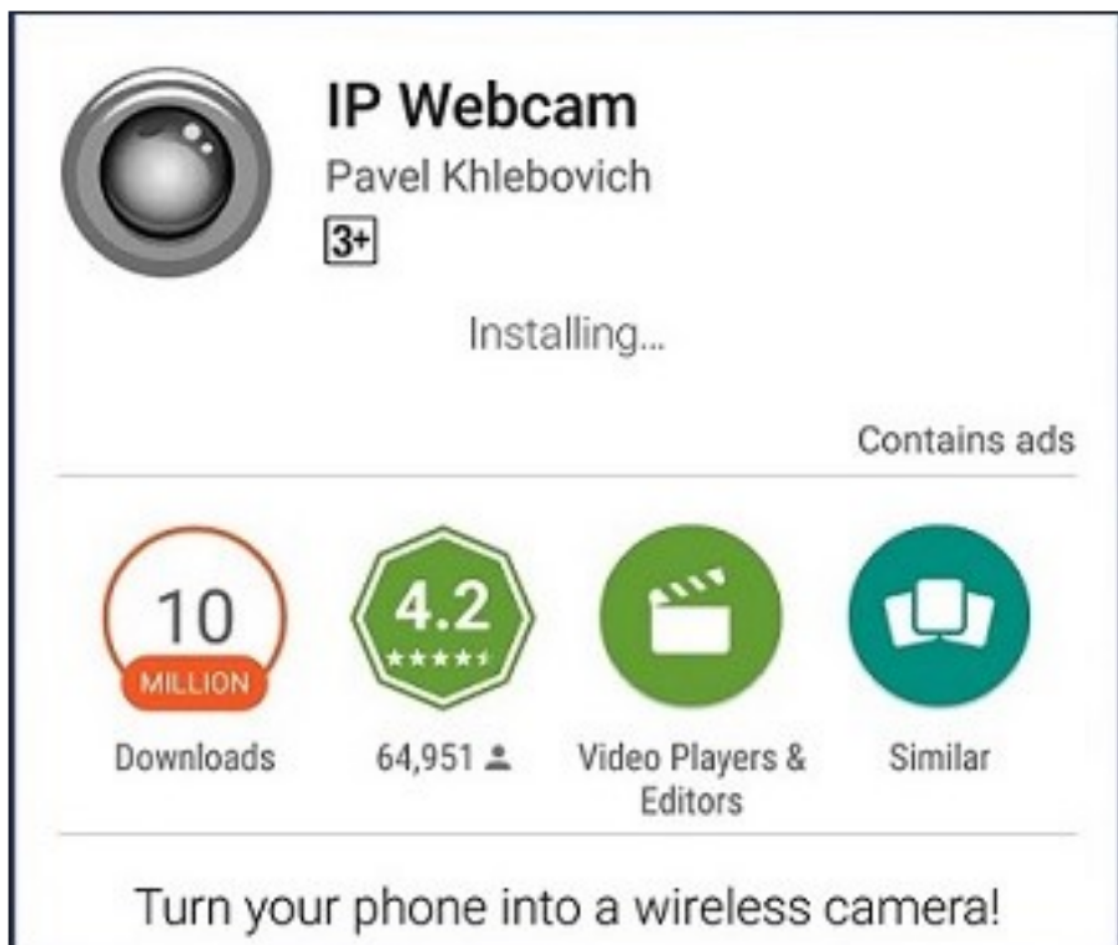 IP Webcam
Pavel Khlebovich
3+
Installing...
Contains ads
10
MILLION
Downloads
4.2
64,951
Video Players &
Editors
Similar
Turn your phone into a wireless camera!